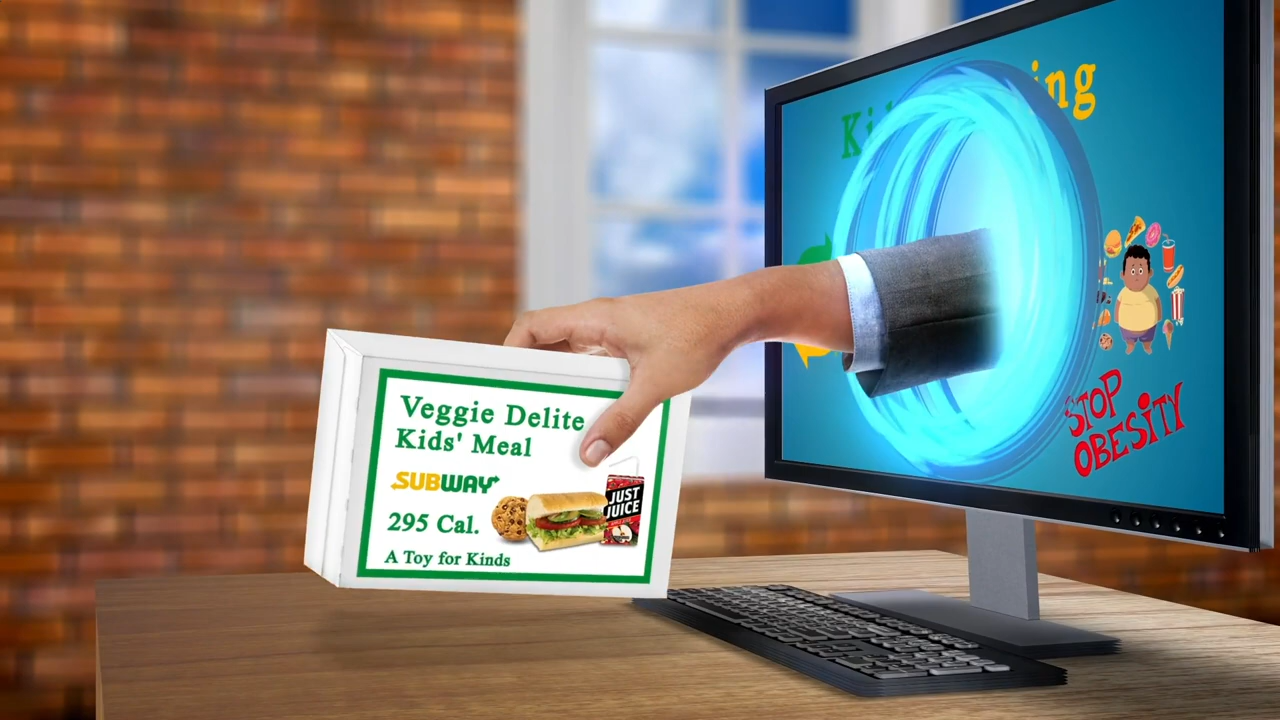 Veggie Delite
Kids' Meal
SUBWAY
295 Cal.
A Toy for Kinds
JUST
JUICE
STOP
OBESITY